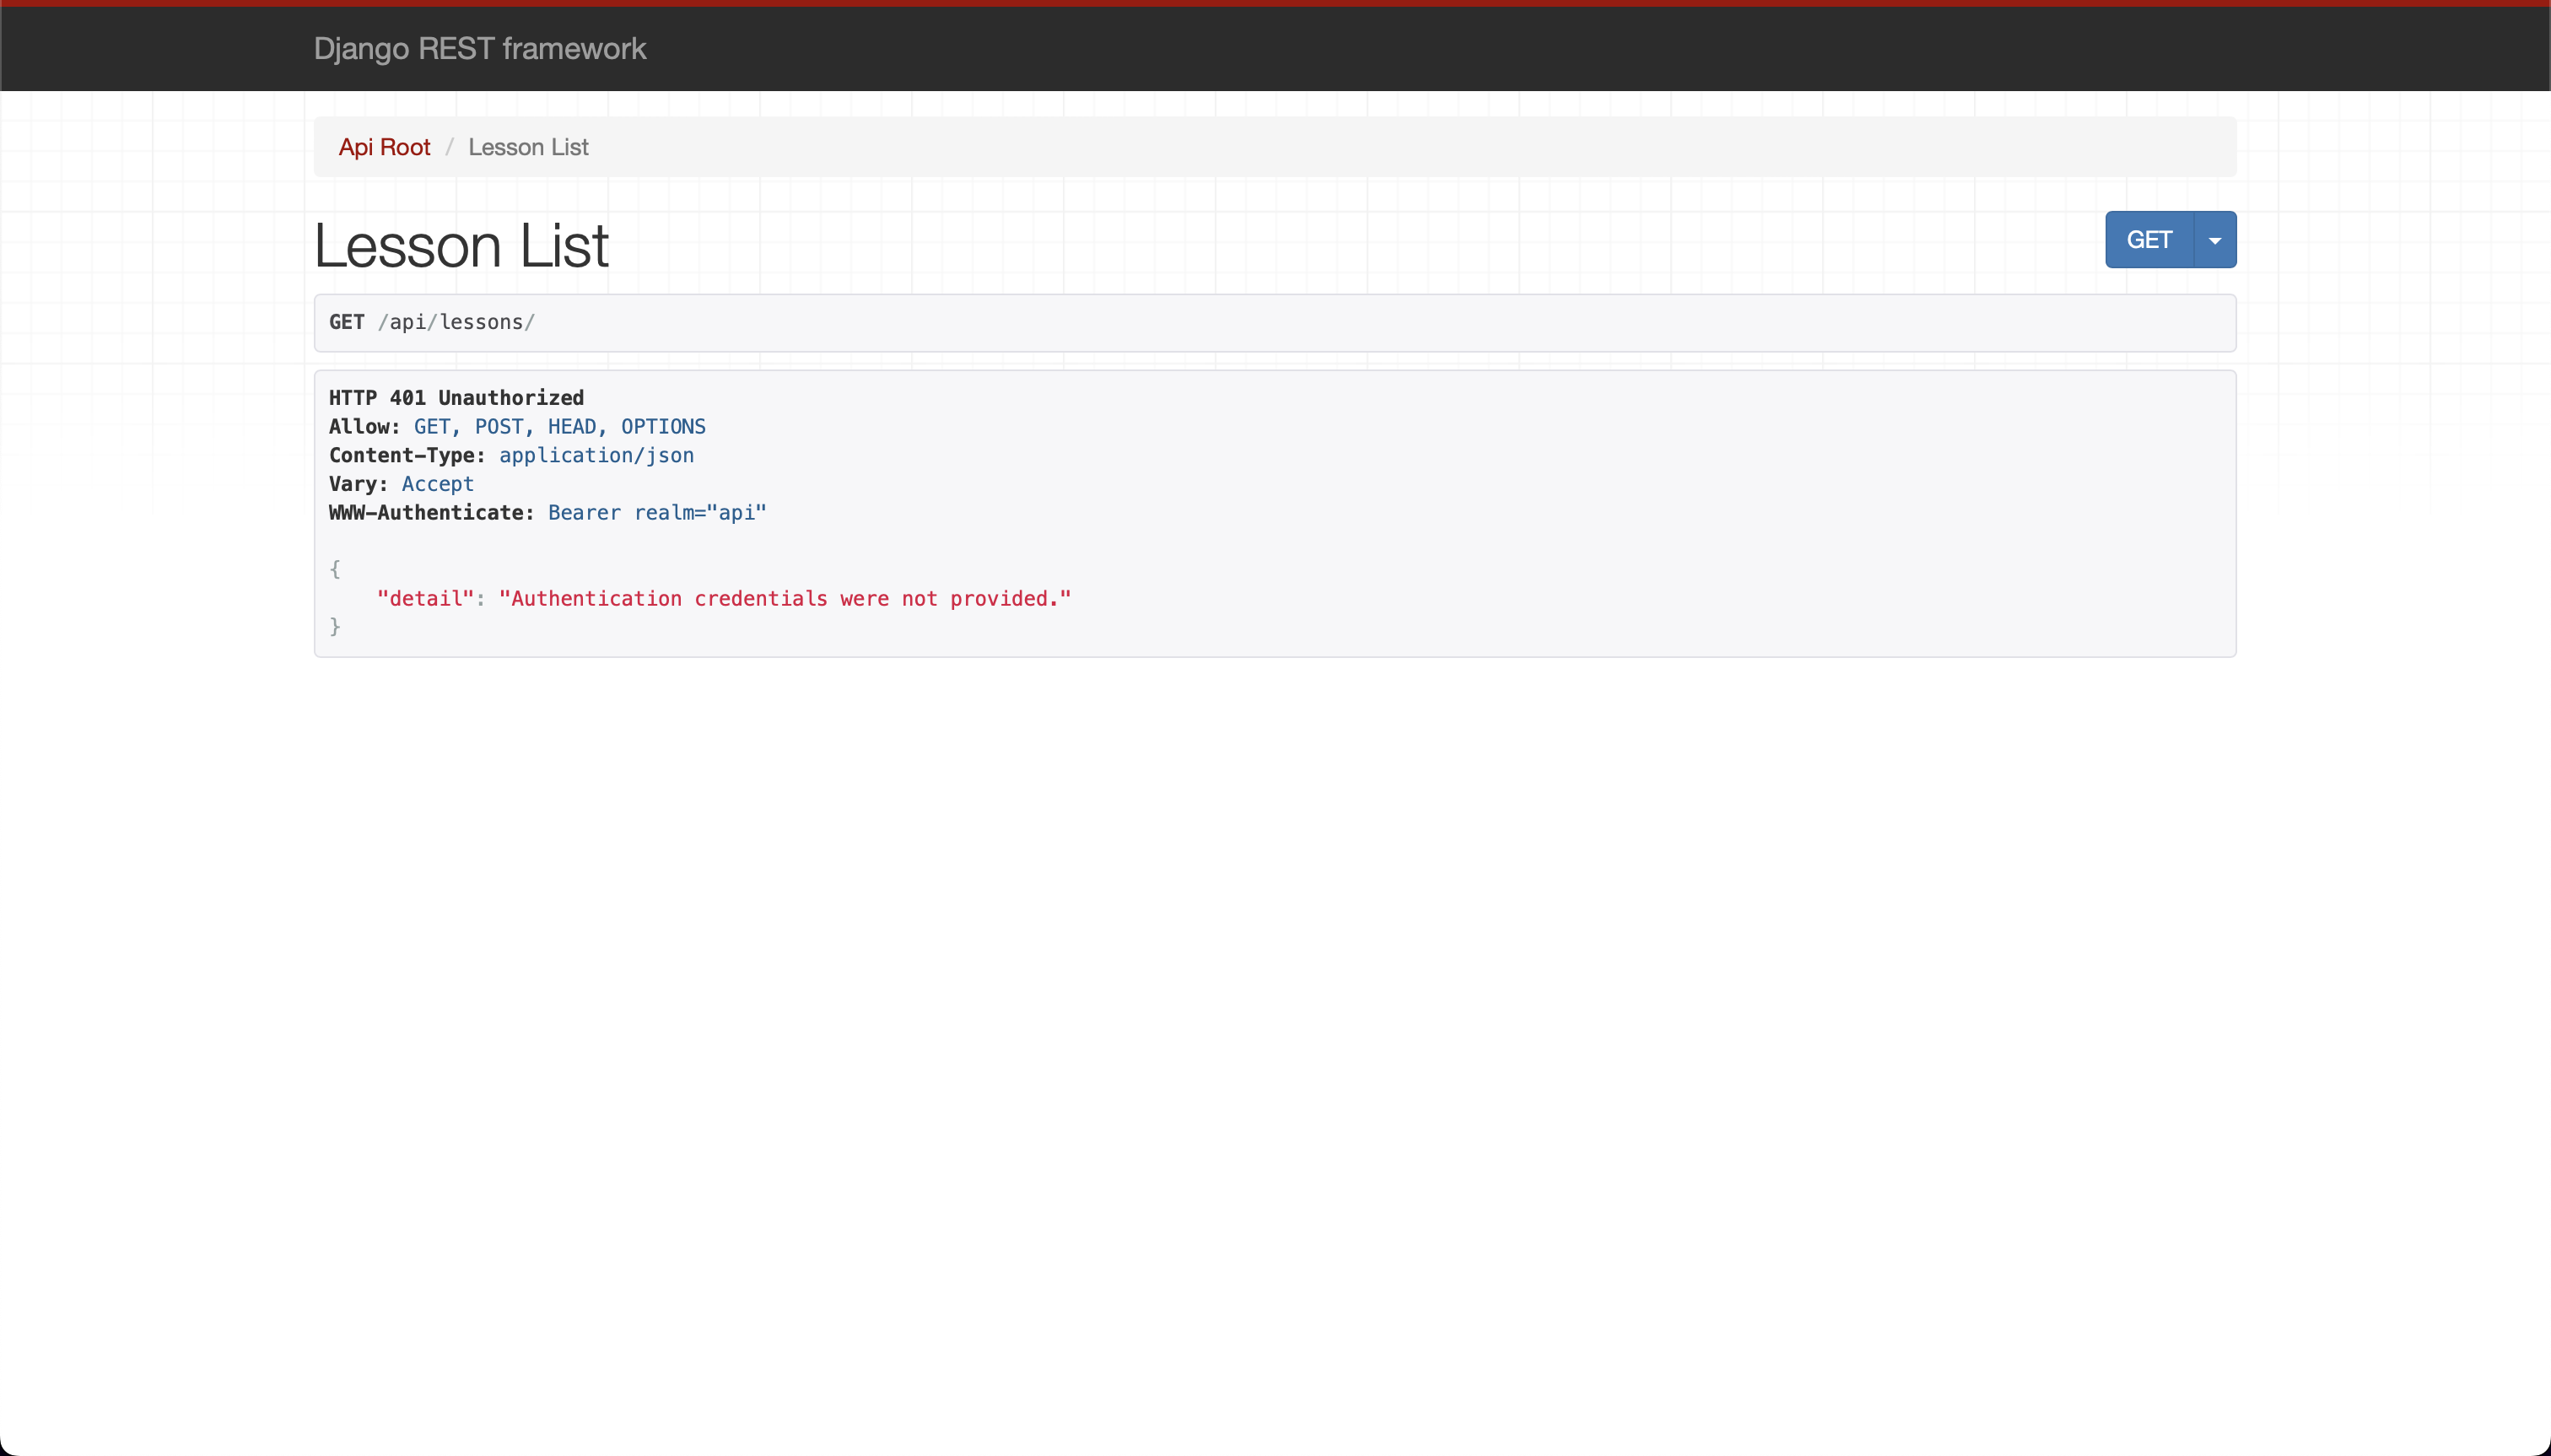 Django REST framework
Api Root / Lesson List
Lesson List
GET
GET /api/lessons/
HTTP 401 Unauthorized
Allow: GET, POST, HEAD, OPTIONS
Content-Type: application/json
Vary: Accept
WWW-Authenticate: Bearer realm="api"
{
    "detail": "Authentication credentials were not provided."
}